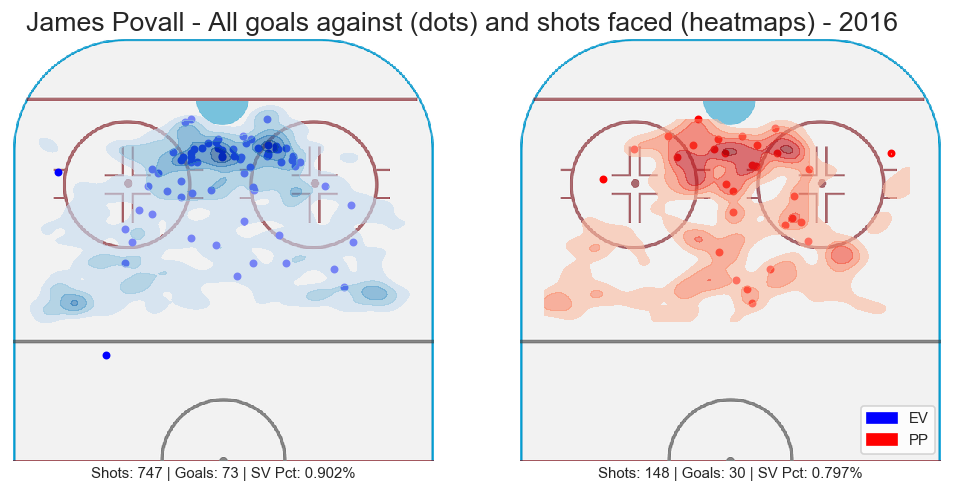 James Povall - All goals against (dots) and shots faced (heatmaps) - 2016
EV
PP
Shots: 747 | Goals: 73 | SV Pct: 0.902%
Shots: 148 | Goals: 30 | SV Pct: 0.797%